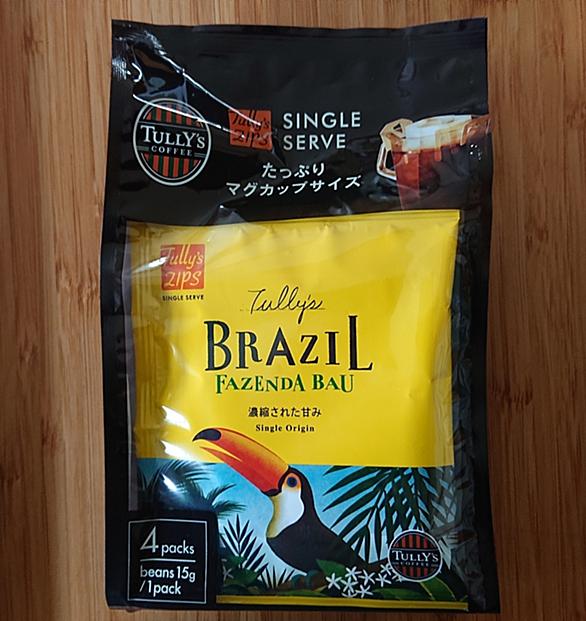 TULLY'S
COFFEE
Tully's
ZIPS
SINGLE
SERVE
たっぷり
マグカップサイズ
Tully's
ZIPS
SINGLE SERVE
Tully's
BRAZIL
FAZENDA BAU
濃縮された甘み
Single Origin
4 packs
beans 15g
/1pack
TULLY'S
COFFEE